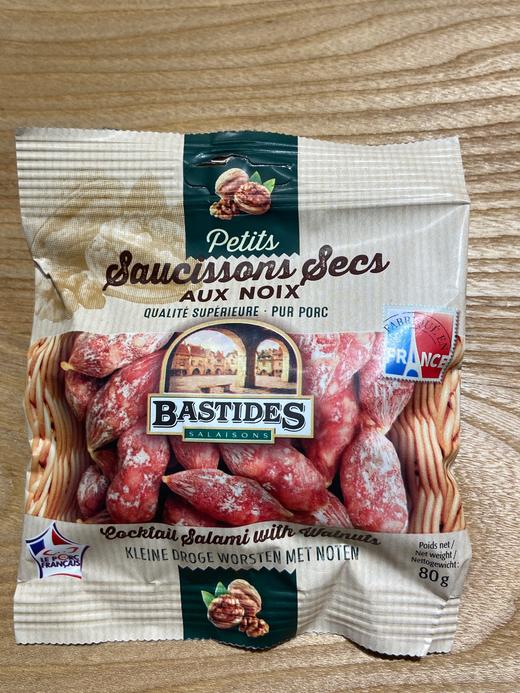 Petits
Saucissons Secs
AUX NOIX
QUALITÉ SUPÉRIEURE · PUR PORC
FABRIQUÉ EN
FRANCE
BASTIDES
SALAISONS
Cocktail Salami with Walnuts
KLEINE DROGE WORSTEN MET NOTEN
LE PORC
FRANÇAIS
Poids net/
Net weight/
Nettogewicht:
80g